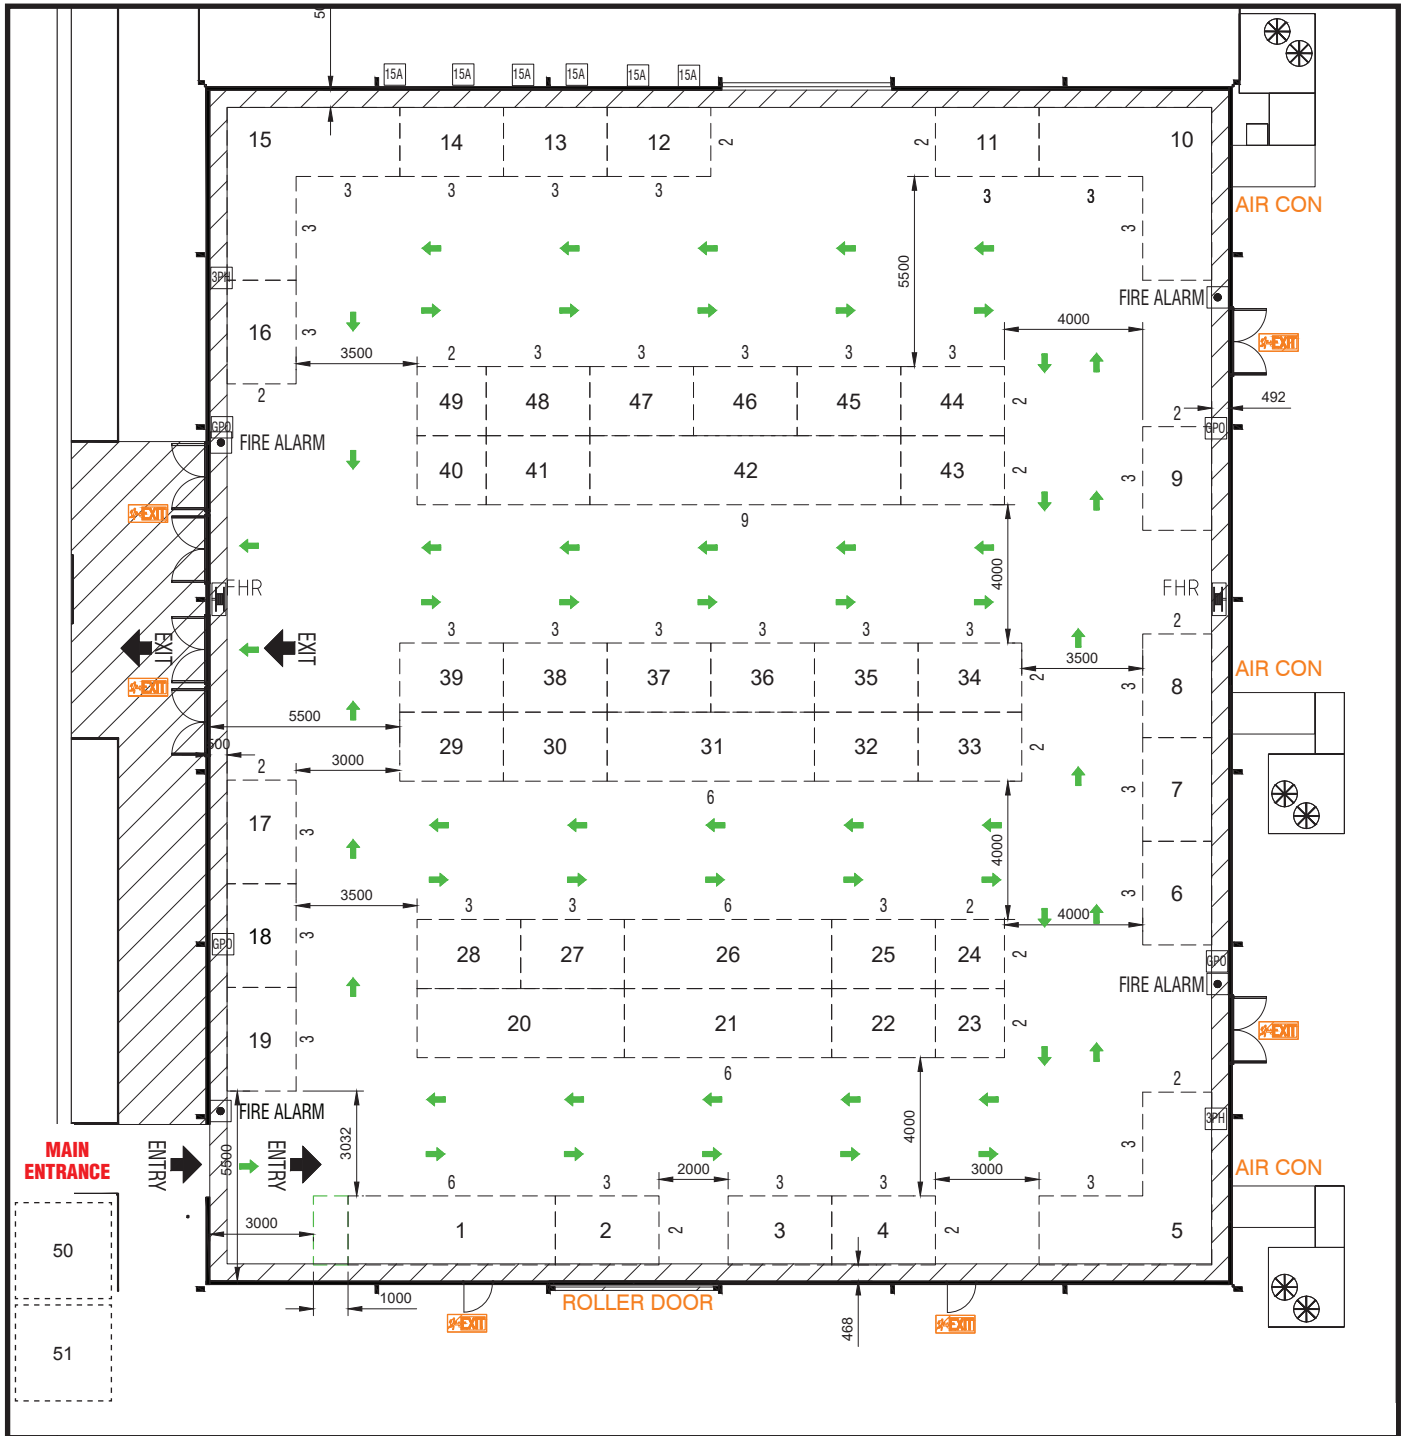 50
15A 15A 15A 15A 15A 15A
15 14 13 12 2 2 11 10
3 3 3 3 3 3
AIR CON
3 3
3PH
5500
FIRE ALARM
16 3
4000
EXIT
3500
2 3 3 3 3 3
2
492
49 48 47 46 45 44 2
2
GPO GPO
FIRE ALARM
40 41 42 43 2
3 9
EXIT
9
4000
FHR FHR
2
3 3 3 3 3 3
EXIT EXIT
3500
AIR CON
39 38 37 36 35 34 2
3 8
EXIT
5500
500
29 30 31 32 33 2
2
3000
3 7
6
17 3
4000
3 6
3500
3 3 6 3 2
4000
18 3
GPO
28 27 26 25 24 2
GPO
FIRE ALARM
19 3
20 21 22 23 2
EXIT
6
2
FIRE ALARM
3PH
3032
4000
3
MAIN
ENTRANCE
ENTRY ENTRY
5500
AIR CON
2000
3000
6 3 3 3 3
3000
1 2 2 3 4 2 5
50
1000
ROLLER DOOR
EXIT EXIT
468
51